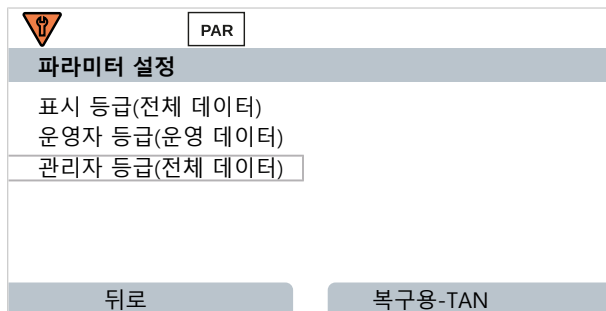 PAR
파라미터 설정
표시 등급(전체 데이터)
운영자 등급(운영 데이터)
관리자 등급(전체 데이터)
뒤로 복구용-TAN